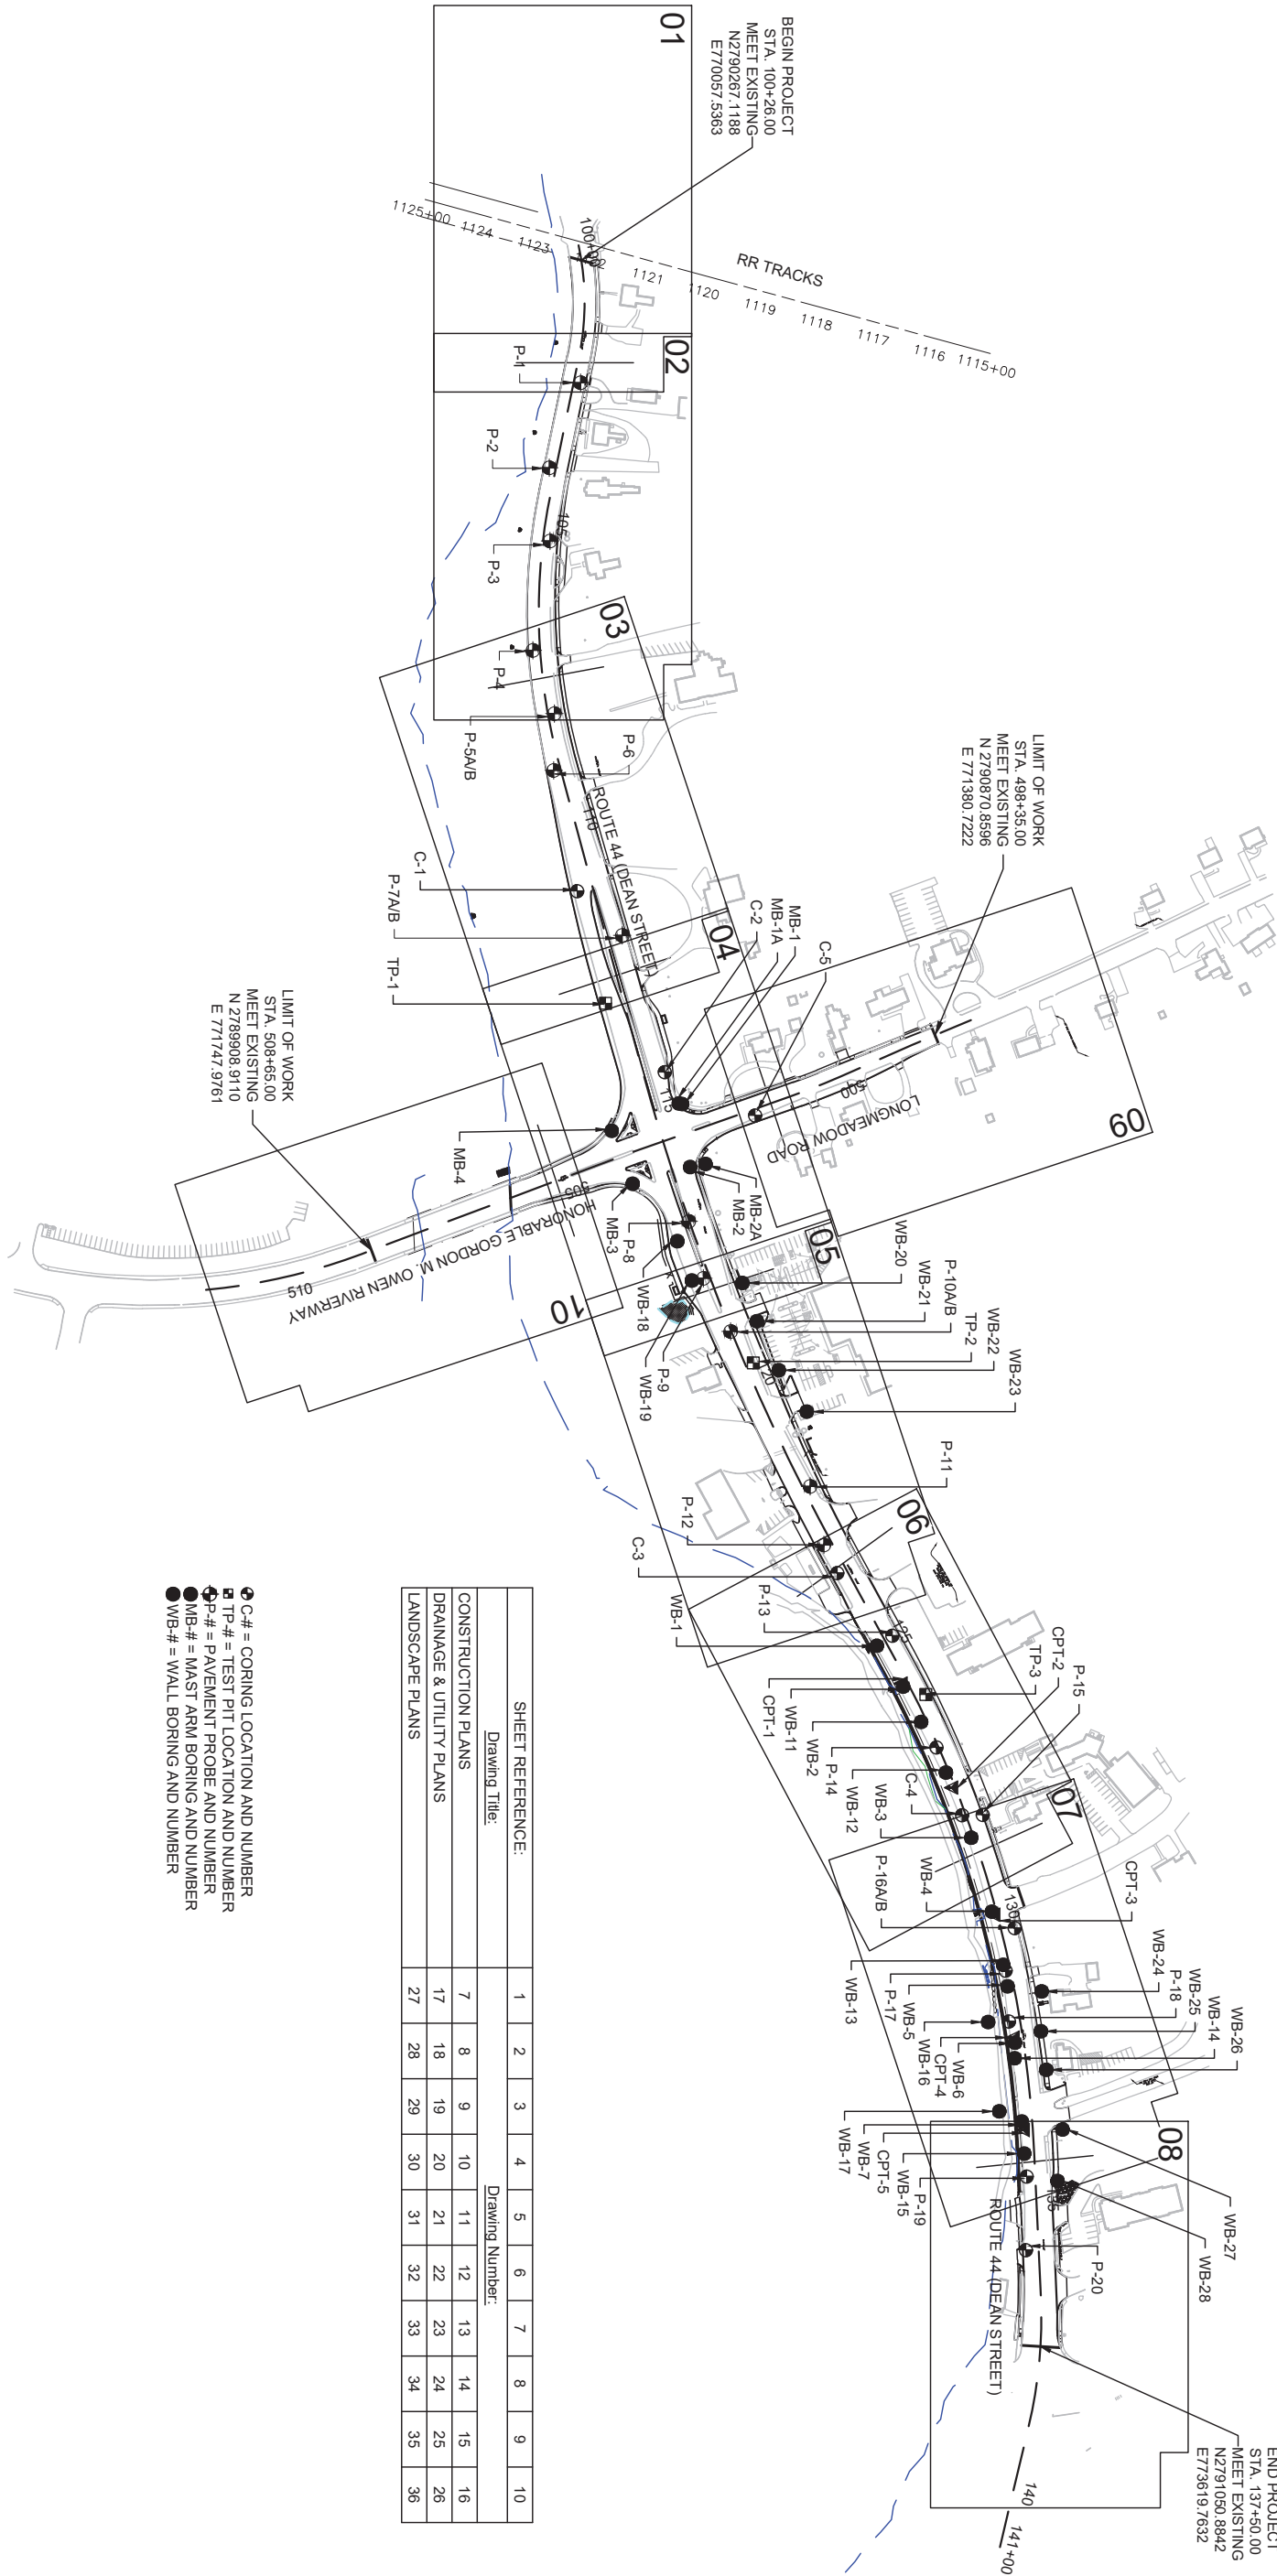 BEGIN PROJECT
STA. 100+26.00
MEET EXISTING
N2790267.1188
E770057.5363
01
1125+00
1124
1123
1121
1120
1119
1118
1117
1116
1115+00
RR TRACKS
100+00
02
P-1
P-2
P-3
105
03
P-4
P-5A/B
P-6
110
ROUTE 44 (DEAN STREET)
C-1
P-7A/B
TP-1
04
LIMIT OF WORK
STA. 498+35.00
MEET EXISTING
N 2790870.8596
E 771380.7222
MB-1
MB-1A
C-2
C-5
115
500
LONGMEADOW ROAD
09
LIMIT OF WORK
STA. 508+65.00
MEET EXISTING
N 2789908.9110
E 771747.9761
MB-4
MB-3
MB-2A
MB-2
505
HONORABLE GORDON M. OWEN RIVERWAY
510
10
P-8
WB-18
P-9
WB-19
05
WB-20
WB-21
P-10A/B
TP-2
WB-22
WB-23
120
P-11
P-12
C-3
06
P-13
WB-1
125
CPT-1
WB-11
WB-2
P-14
WB-12
TP-3
CPT-2
P-15
C-4
WB-3
07
WB-4
P-16A/B
130
CPT-3
WB-13
P-17
WB-5
WB-16
CPT-4
WB-6
WB-24
P-18
WB-25
WB-14
WB-26
WB-17
WB-7
CPT-5
WB-15
P-19
08
WB-27
WB-28
135
P-20
ROUTE 44 (DEAN STREET)
END PROJECT
STA. 137+50.00
MEET EXISTING
N2791050.8842
E773619.7632
140
141+00
SHEET REFERENCE: 1 2 3 4 5 6 7 8 9 10
Drawing Title: Drawing Number:
CONSTRUCTION PLANS 7 8 9 10 11 12 13 14 15 16
DRAINAGE & UTILITY PLANS 17 18 19 20 21 22 23 24 25 26
LANDSCAPE PLANS 27 28 29 30 31 32 33 34 35 36
C-# = CORING LOCATION AND NUMBER
TP-# = TEST PIT LOCATION AND NUMBER
P-# = PAVEMENT PROBE AND NUMBER
MB-# = MAST ARM BORING AND NUMBER
WB-# = WALL BORING AND NUMBER